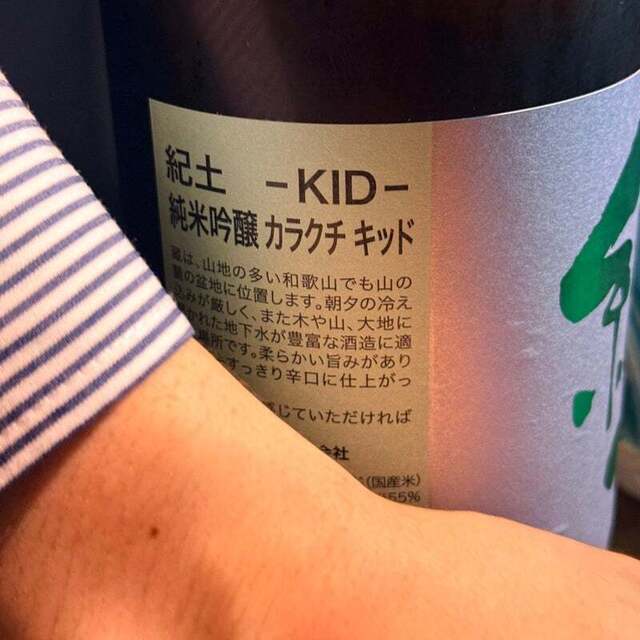 紀土 -KID-
純米吟醸 カラクチ キッド
蔵は、山地の多い和歌山でも山の
麓の盆地に位置します。朝夕の冷え
込みが厳しく、また木や山、大地に
かれた地下水が豊富な酒造に適
所です。柔らかい旨みがあり
すっきり辛口に仕上がっ
感じていただければ
会社
(国産米)
55%